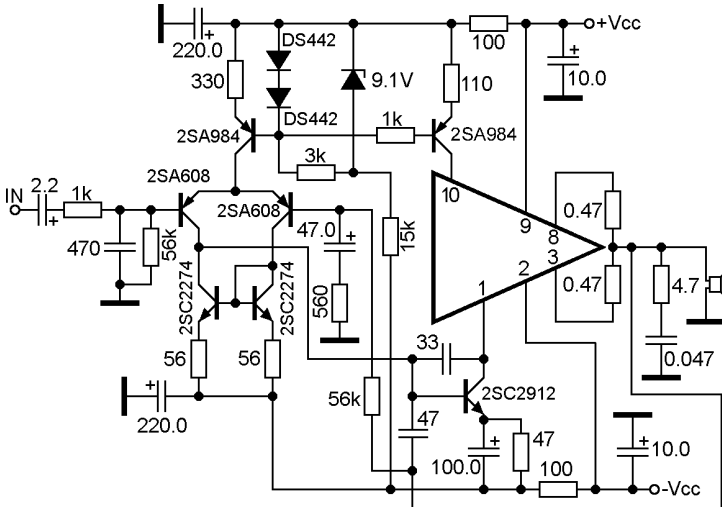 220.0
DS442
100
+Vcc
330
9.1V
110
10.0
DS442
2SA984
1k
2SA984
3k
2SA608
10
IN
2.2
1k
2SA608
47.0
15k
9
8
0.47
470
56k
3
2SC2274
2SC2274
560
1
2
0.47
4.7
33
0.047
56
56
2SC2912
56k
47
220.0
100.0
47
100
10.0
-Vcc